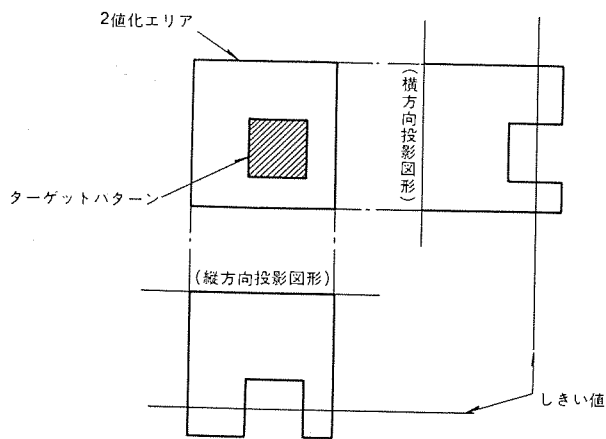 2値化エリア
(横方向投影図形)
ターゲットパターン
(縦方向投影図形)
しきい値